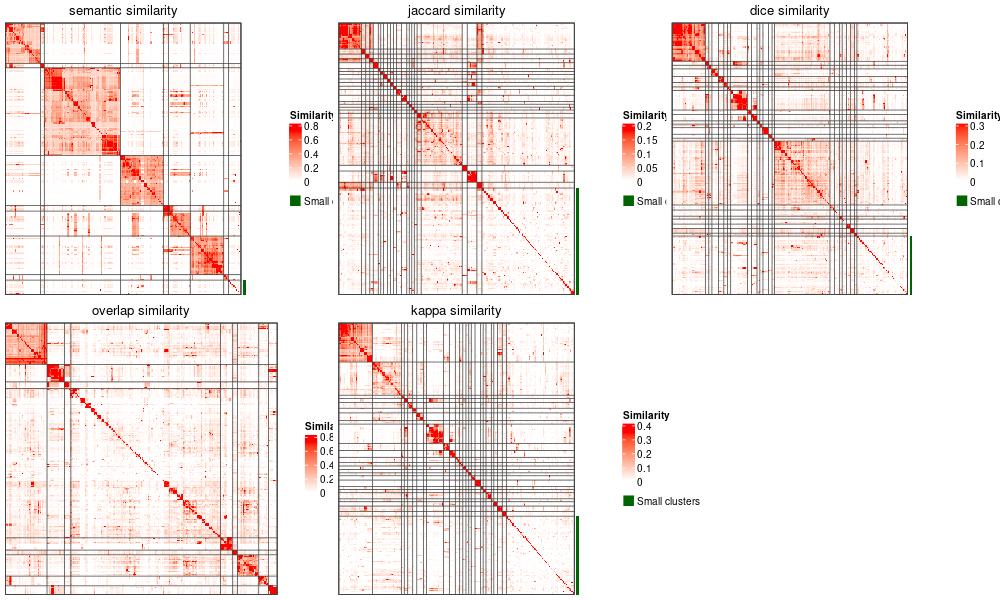 semantic similarity
Similarity
0.8
0.6
0.4
0.2
0
Small
jaccard similarity
Similarity
0.2
0.15
0.1
0.05
0
Small
dice similarity
Similarity
0.3
0.2
0.1
0
Small
overlap similarity
0.8
0.6
0.4
0.2
0
kappa similarity
Similarity
0.4
0.3
0.2
0.1
0
Small clusters